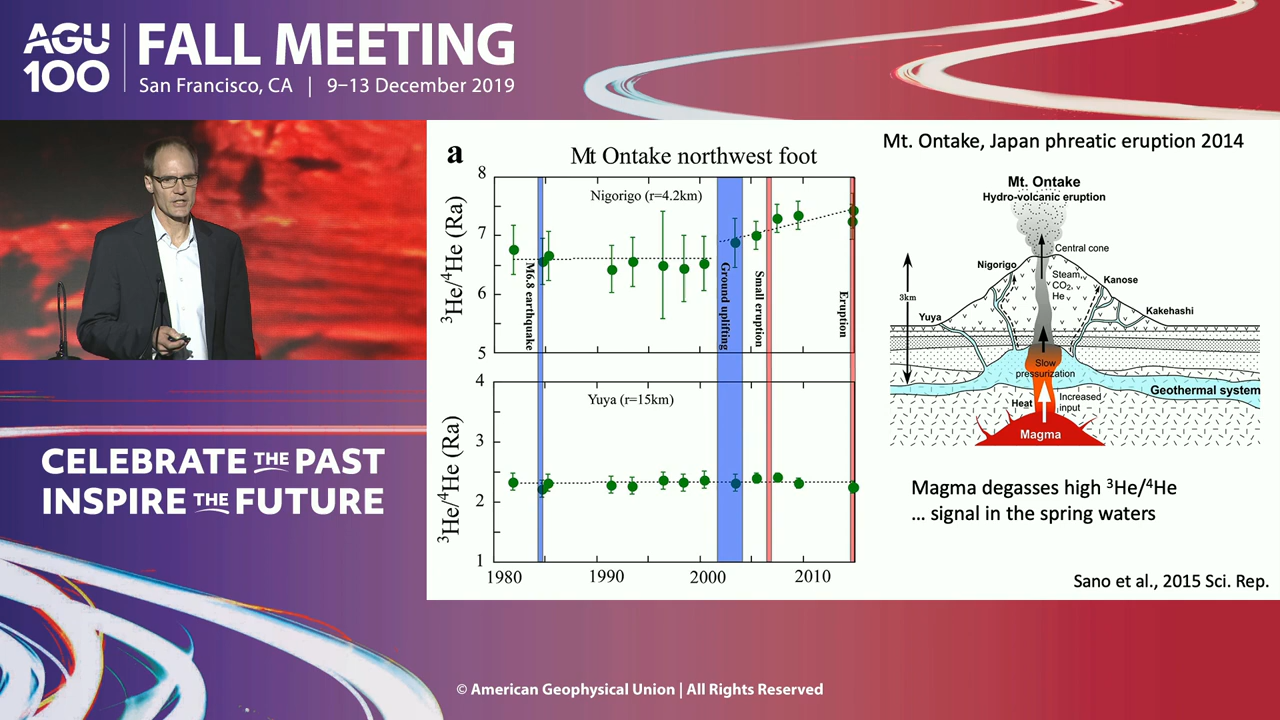 AGU
100
FALL MEETING
San Francisco, CA | 9–13 December 2019
CELEBRATE THE PAST
INSPIRE THE FUTURE
a
Mt Ontake northwest foot
Nigorigo (r=4.2km)
³He/⁴He (Ra)
8
7
6
5
M6.8 earthquake
Ground uplifting
Small eruption
Eruption
Yuya (r=15km)
³He/⁴He (Ra)
4
3
2
1
1980 1990 2000 2010
Mt. Ontake, Japan phreatic eruption 2014
Mt. Ontake
Hydro-volcanic eruption
Central cone
Nigorigo
Steam,
CO₂,
He
Kanose
3km
Yuya
Kakehashi
Slow
pressurization
Geothermal system
Heat
Increased
input
Magma
Magma degasses high ³He/⁴He
... signal in the spring waters
Sano et al., 2015 Sci. Rep.
© American Geophysical Union | All Rights Reserved